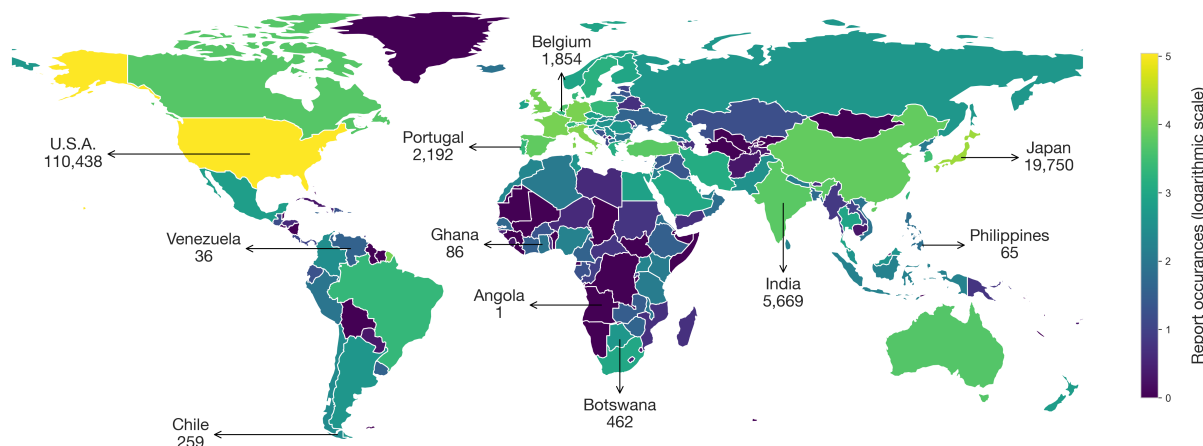 Belgium
1,854
U.S.A.
110,438
Portugal
2,192
Japan
19,750
Venezuela
36
Ghana
86
Philippines
65
India
5,669
Angola
1
Botswana
462
Chile
259
5
4
3
2
1
0
Report occurances (logarithmic scale)